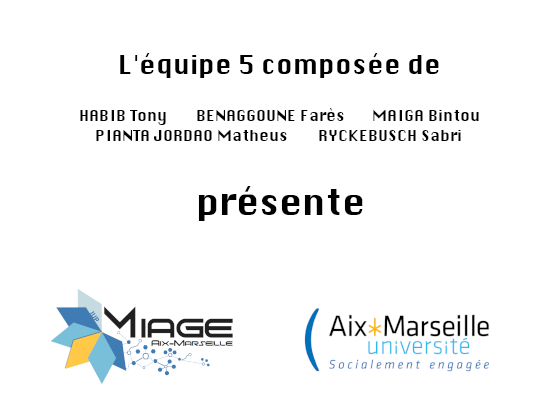 L'équipe 5 composée de
HABIB Tony BENAGGOUNE Farès MAIGA Bintou
PIANTA JORDAO Matheus RYCKEBUSCH Sabri
présente
IUP
MIAGE
AIX-MARSEILLE
Aix*Marseille
université
Socialement engagée